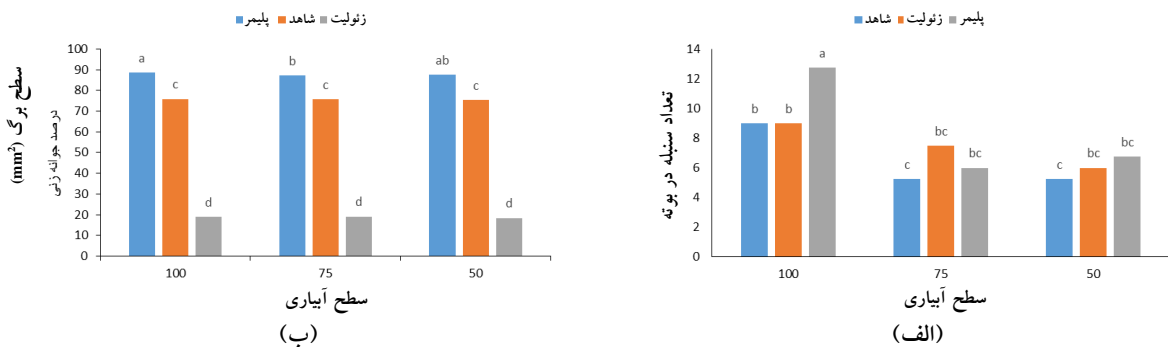 شاهد زئولیت پلیمر
تعداد سنبله در بوته
14
12
10
8
6
4
2
0
b b a
c bc bc
c bc bc
100 75 50
سطح آبیاری
(الف)
پلیمر شاهد زئولیت
سطح برگ (mm²)
درصد جوانه زنی
100
90
80
70
60
50
40
30
20
10
0
a c d
b c d
ab c d
100 75 50
سطح آبیاری
(ب)